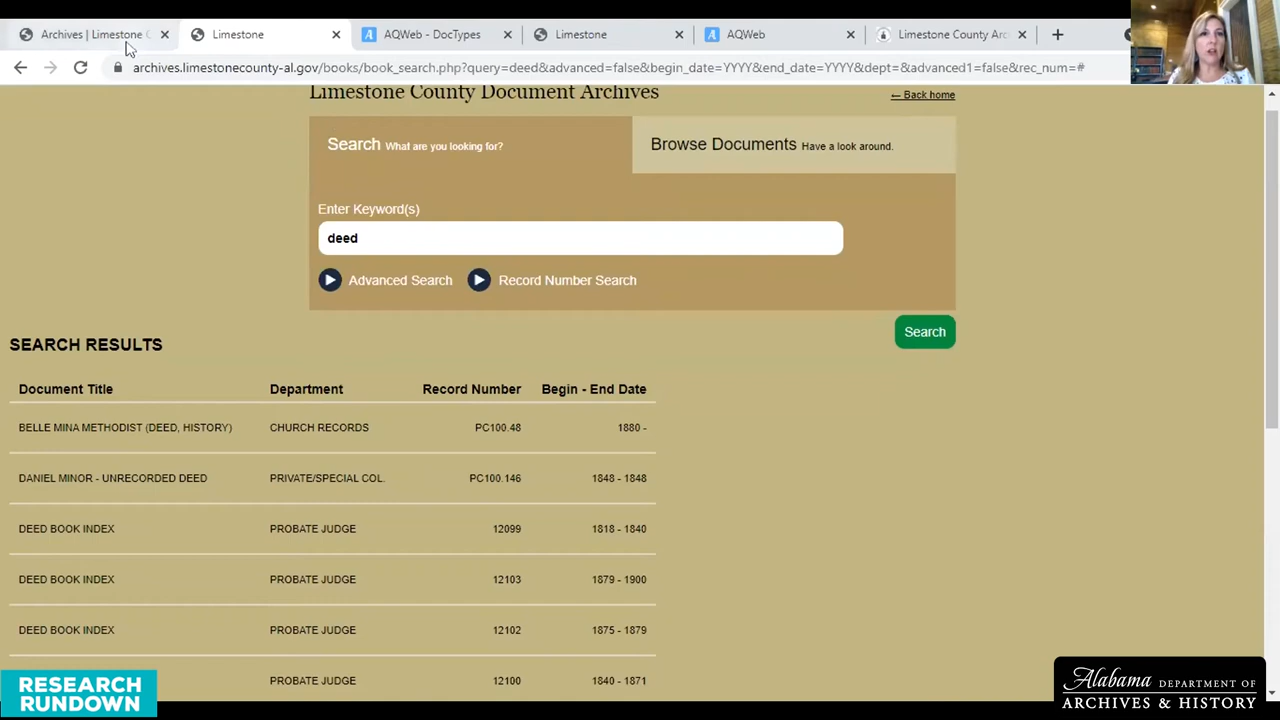 Archives | Limestone C
Limestone
AQWeb - DocTypes
Limestone
AQWeb
Limestone County Arc
archives.limestonecounty-al.gov/books/book_search
?query=deed&advanced=false&begin_date=YYYY&end_date=YYYY&dept=&advanced1=false&rec_num=#
Limestone County Document Archives
← Back home
Search What are you looking for?
Browse Documents Have a look around.
Enter Keyword(s)
deed
Advanced Search
Record Number Search
Search
SEARCH RESULTS
Document Title Department Record Number Begin - End Date
BELLE MINA METHODIST (DEED, HISTORY) CHURCH RECORDS PC100.48 1880 -
DANIEL MINOR - UNRECORDED DEED PRIVATE/SPECIAL COL. PC100.146 1848 - 1848
DEED BOOK INDEX PROBATE JUDGE 12099 1818 - 1840
DEED BOOK INDEX PROBATE JUDGE 12103 1879 - 1900
DEED BOOK INDEX PROBATE JUDGE 12102 1875 - 1879
PROBATE JUDGE 12100 1840 - 1871
RESEARCH
RUNDOWN
Alabama DEPARTMENT OF
ARCHIVES & HISTORY